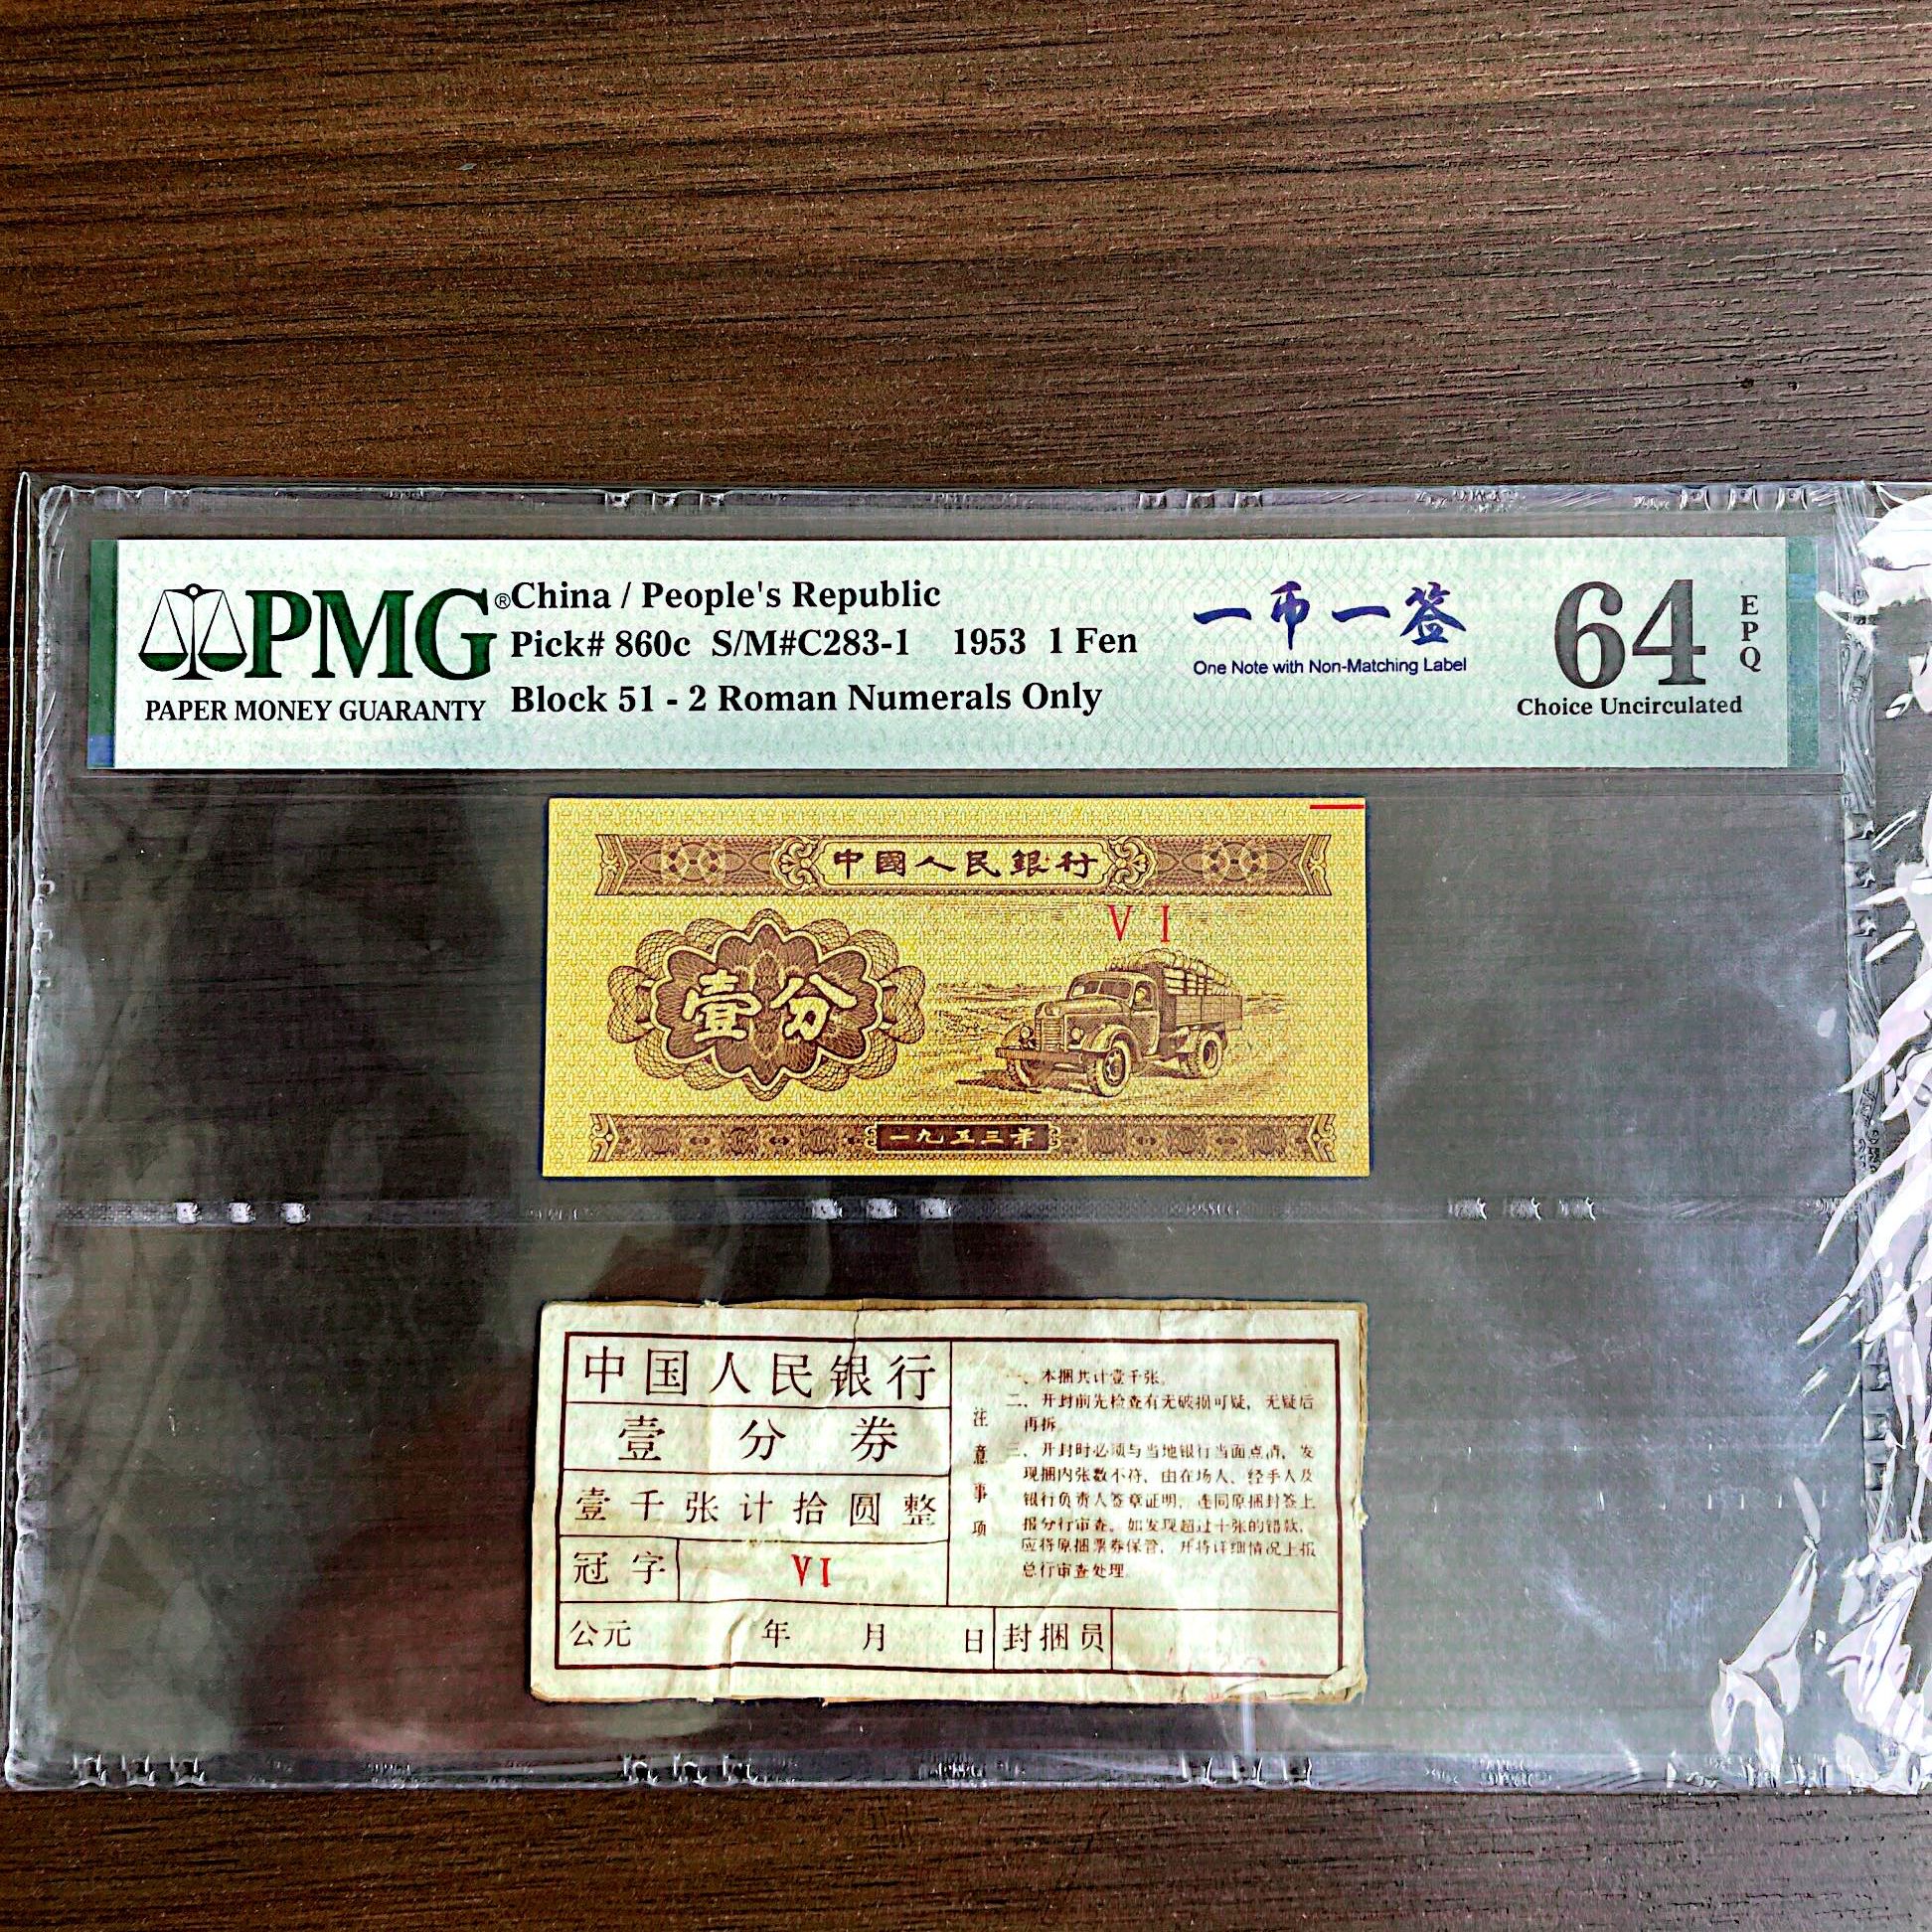 PMG®
PAPER MONEY GUARANTY
China / People's Republic
Pick# 860c S/M#C283-1 1953 1 Fen
Block 51 - 2 Roman Numerals Only
一币一签
One Note with Non-Matching Label
64
EPQ
Choice Uncirculated
中國人民銀行
V I
壹分
一九五三年
中国人民银行
壹分券
壹千张计拾圆整
冠字 VI
公元 年 月 日 封捆员
注意事项
一、本捆共计壹千张。
二、开封前先检查有无破损可疑，无疑后
再拆。
三、开封时必须与当地银行当面点清，发
现捆内张数不符，由在场人、经手人及
银行负责人签章证明，连同原捆封签上
报分行审查。如发现超过十张的错款，
应将原捆票券保管，并将详细情况上报
总行审查处理。